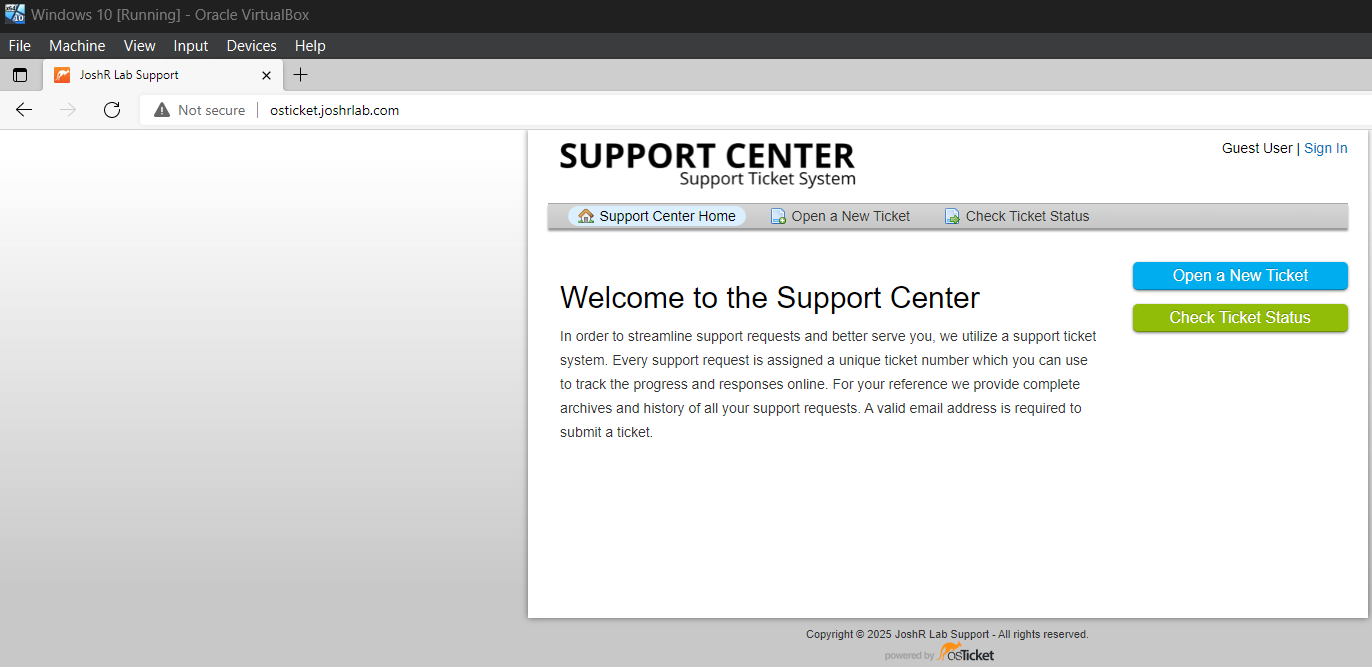 Windows 10 [Running] - Oracle VirtualBox
File Machine View Input Devices Help
JoshR Lab Support
Not secure osticket.joshrlab.com
SUPPORT CENTER
Support Ticket System
Guest User | Sign In
Support Center Home Open a New Ticket Check Ticket Status
Open a New Ticket
Check Ticket Status
Welcome to the Support Center
In order to streamline support requests and better serve you, we utilize a support ticket
system. Every support request is assigned a unique ticket number which you can use
to track the progress and responses online. For your reference we provide complete
archives and history of all your support requests. A valid email address is required to
submit a ticket.
Copyright © 2025 JoshR Lab Support - All rights reserved.
powered by osTicket